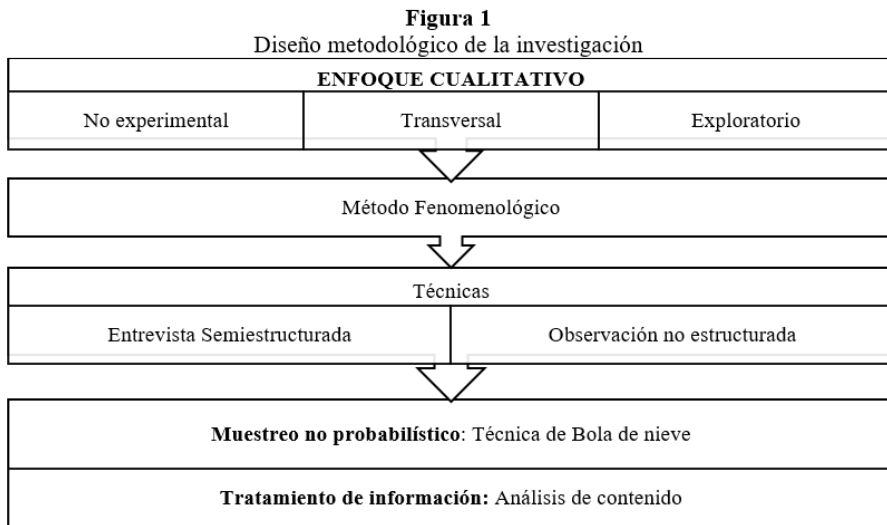 Figura 1
Diseño metodológico de la investigación
ENFOQUE CUALITATIVO
No experimental
Transversal
Exploratorio
Método Fenomenológico
Técnicas
Entrevista Semiestructurada
Observación no estructurada
Muestreo no probabilístico: Técnica de Bola de nieve
Tratamiento de información: Análisis de contenido